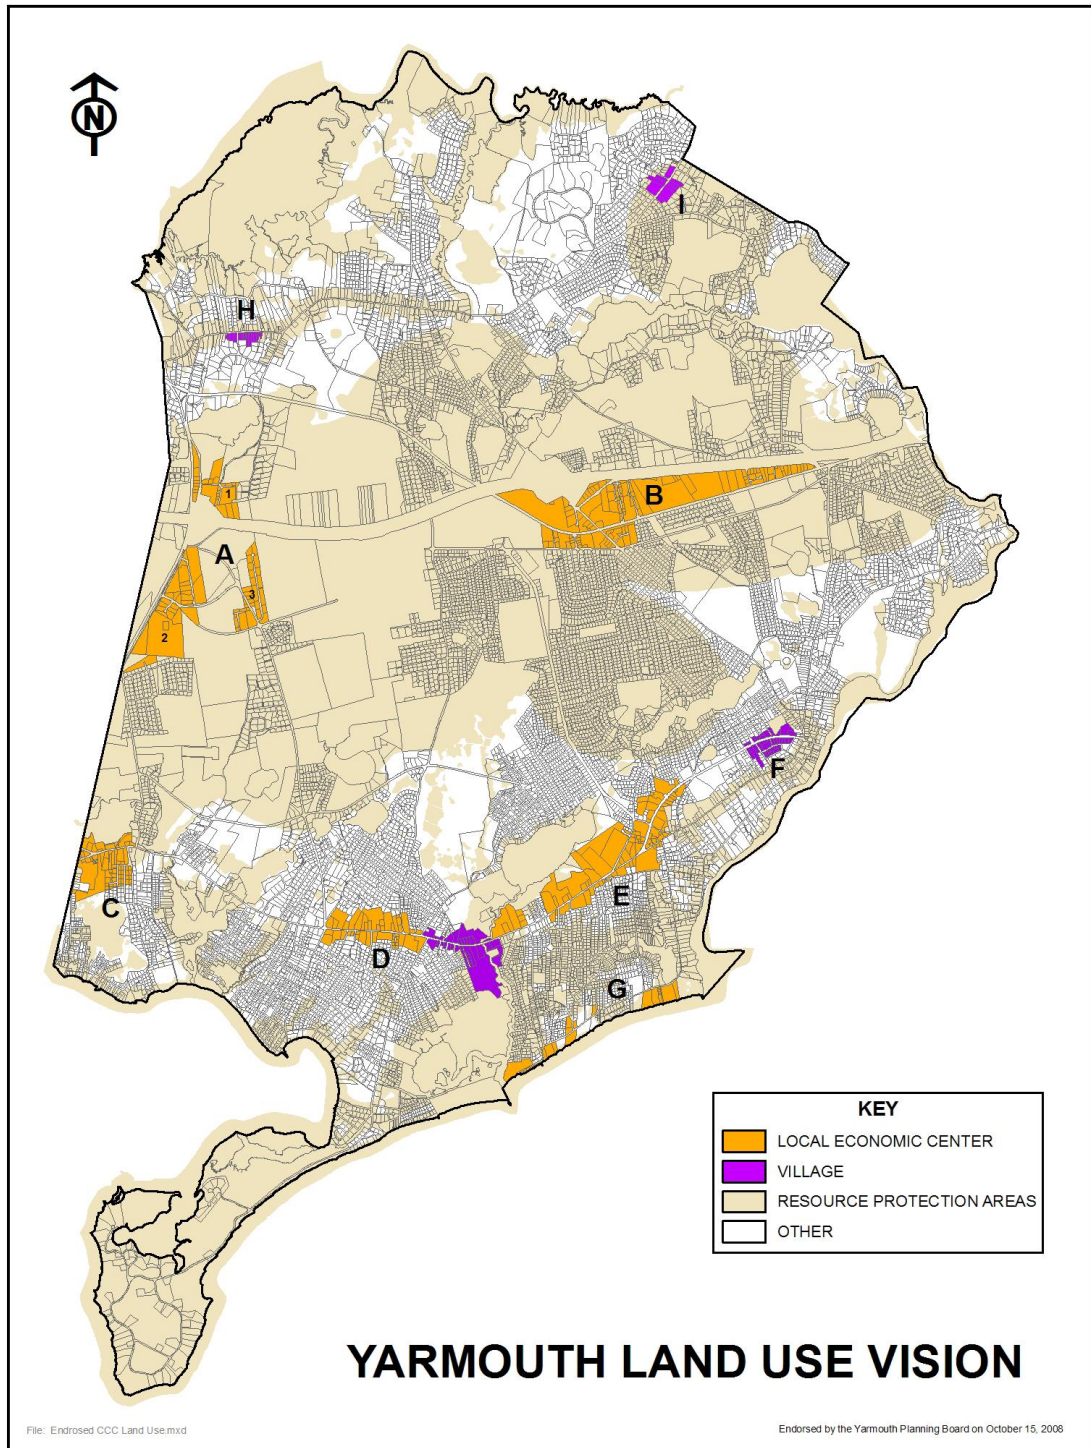 N
I
H
1
B
A
3
2
F
C
E
D
G
KEY
LOCAL ECONOMIC CENTER
VILLAGE
RESOURCE PROTECTION AREAS
OTHER
YARMOUTH LAND USE VISION
File: Endrosed CCC Land Use.mxd
Endorsed by the Yarmouth Planning Board on October 15, 2008